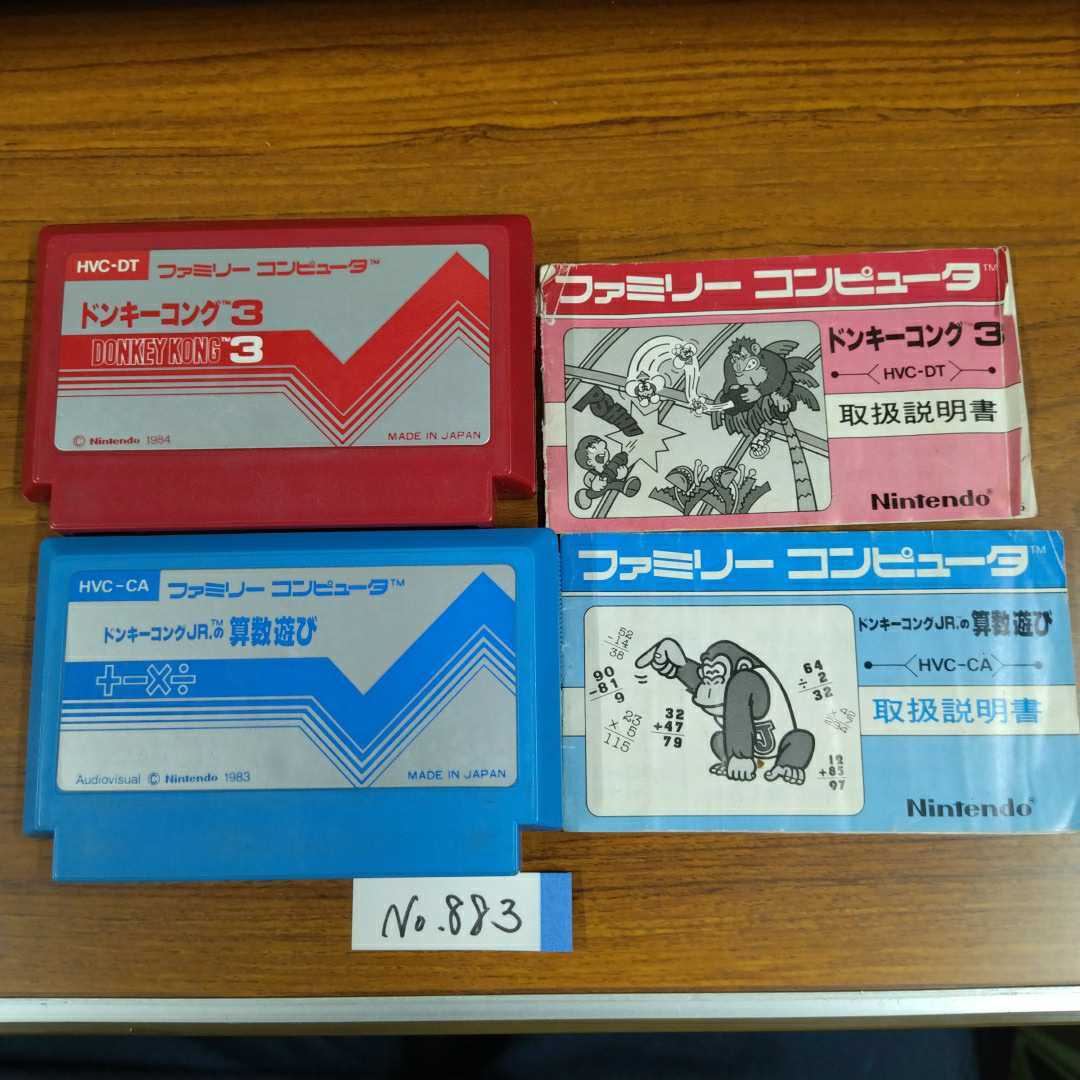 HVC-DT ファミリー コンピュータ™
ドンキーコング™3
DONKEY KONG™3
© Nintendo 1984
MADE IN JAPAN
ファミリー コンピュータ™
ドンキーコング 3
HVC-DT
取扱説明書
Nintendo®
HVC-CA ファミリー コンピュータ™
ドンキーコングJR.™の算数遊び
+-×÷
Audiovisual © Nintendo 1983
MADE IN JAPAN
ファミリー コンピュータ™
ドンキーコングJR.の算数遊び
HVC-CA
取扱説明書
Nintendo®
90
-81
9
32
+47
79
64
÷ 2
32
× 5
115
12
+85
97
No.883